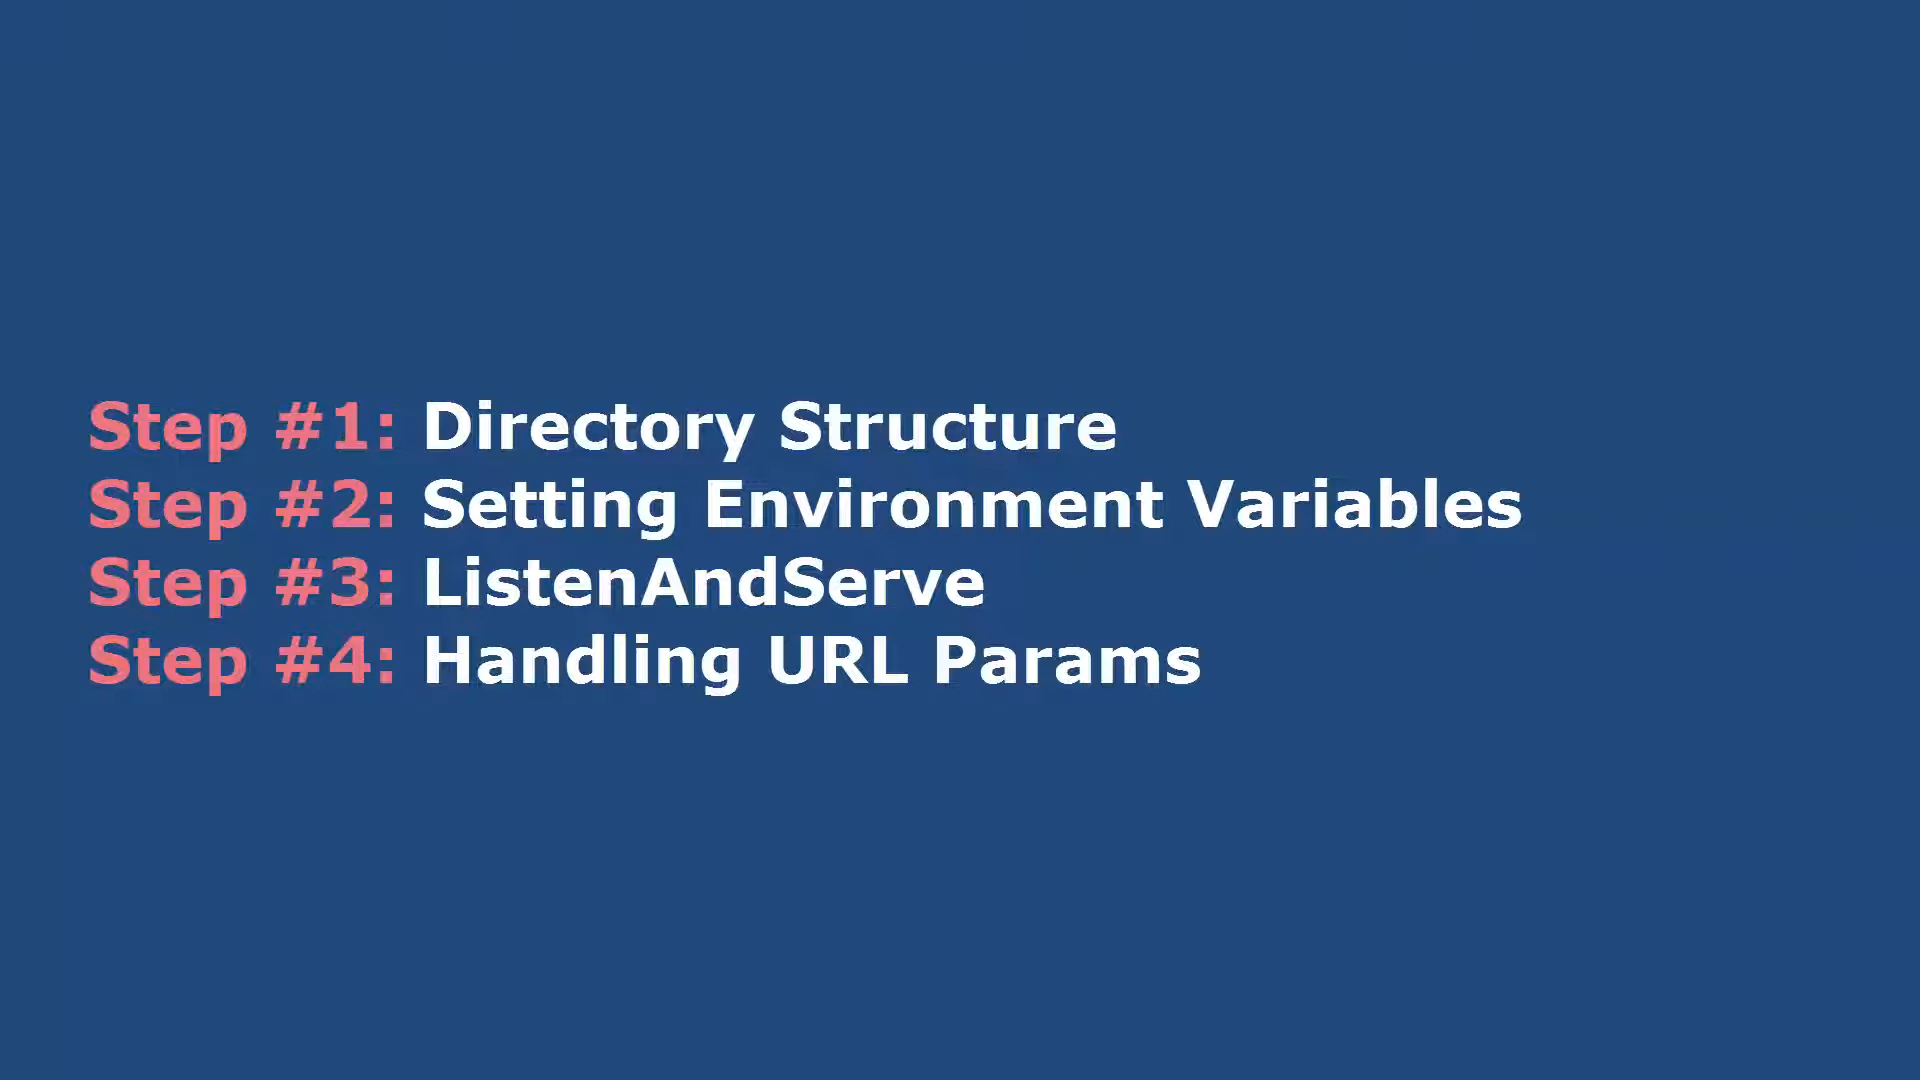 Step #1: Directory Structure
Step #2: Setting Environment Variables
Step #3: ListenAndServe
Step #4: Handling URL Params